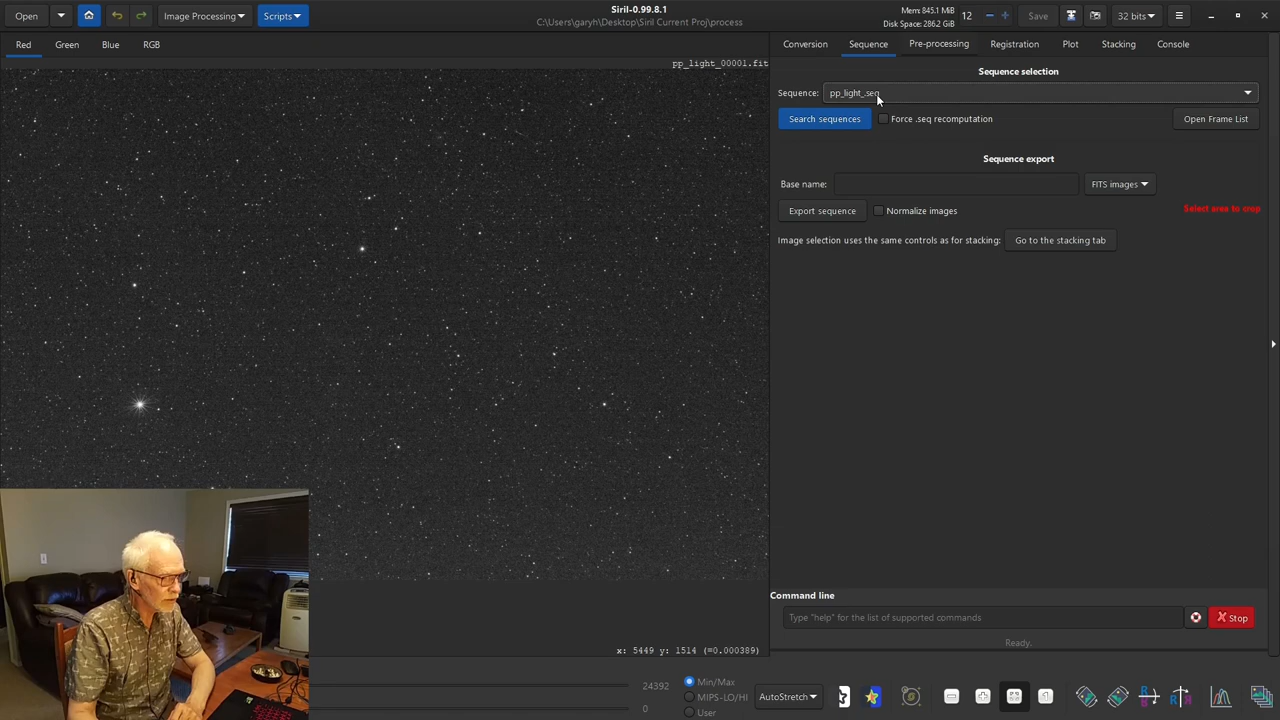 Open
Image Processing
Scripts
Siril-0.99.8.1
C:\Users\garyh\Desktop\Siril Current Proj\process
Mem: 845.1 MiB
Disk Space: 286.2 GiB
12
Save
32 bits
Red
Green
Blue
RGB
pp_light_00001.fit
Conversion
Sequence
Pre-processing
Registration
Plot
Stacking
Console
Sequence selection
Sequence:
pp_light_.seq
Search sequences
Force .seq recomputation
Open Frame List
Sequence export
Base name:
FITS images
Export sequence
Normalize images
Select area to crop
Image selection uses the same controls as for stacking:
Go to the stacking tab
Command line
Type "help" for the list of supported commands
Stop
Ready.
x: 5449 y: 1514 (=0.000389)
24392
0
Min/Max
MIPS-LO/HI
User
AutoStretch